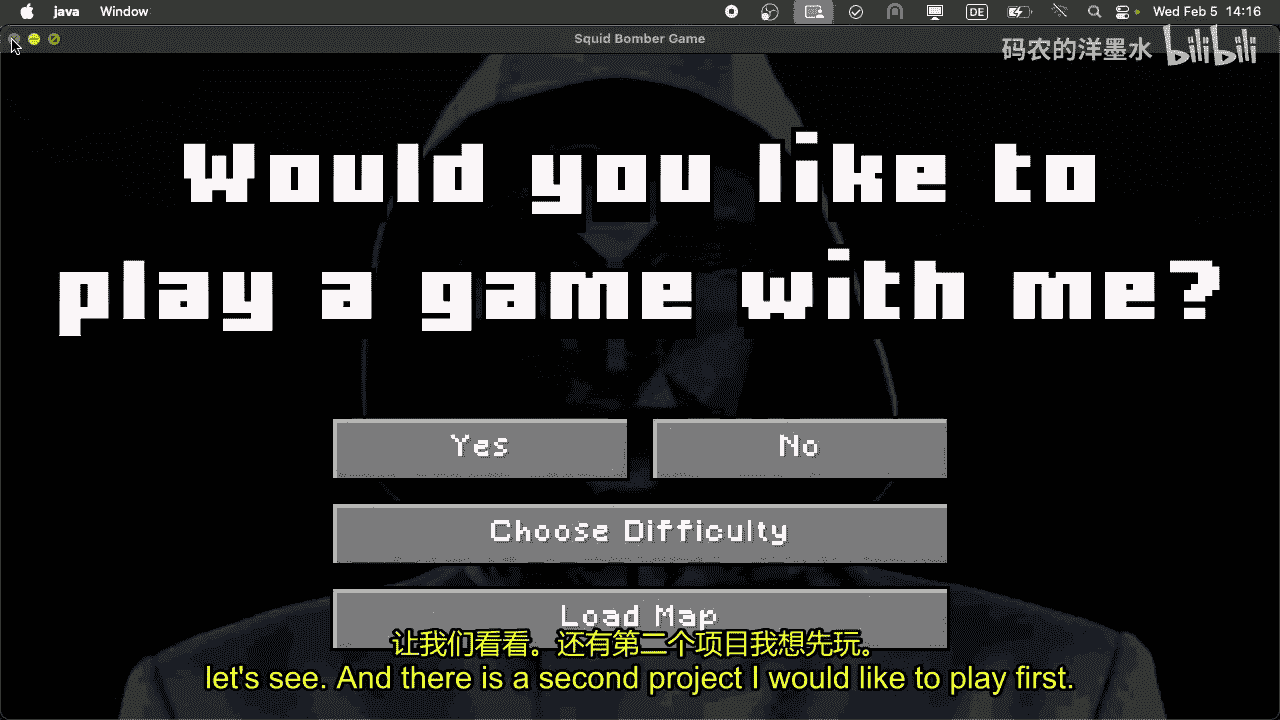 java Window DE Wed Feb 5 14:16
Squid Bomber Game
码农的洋墨水 bilibili
Would you like to
play a game with me?
Yes No
Choose Difficulty
Load Map
让我们看看。还有第二个项目我想先玩。
let's see. And there is a second project I would like to play first.